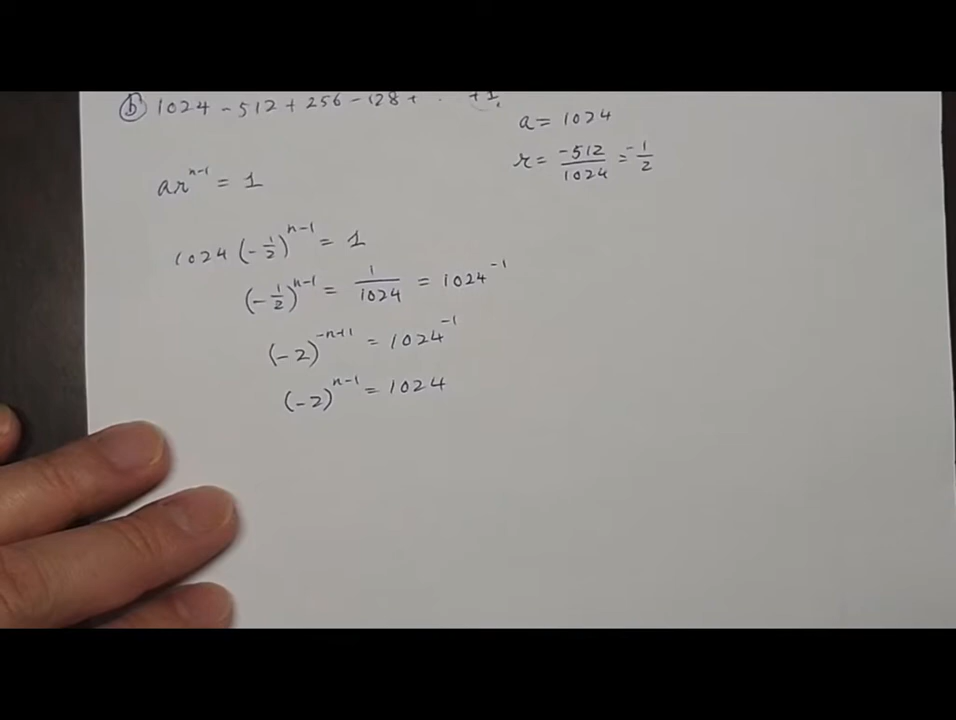 ⓑ 1024 - 512 + 256 - 128 + . . +1.
a = 1024
r = -512/1024 = -1/2
ar^(n-1) = 1
1024 (-1/2)^(n-1) = 1
(-1/2)^(n-1) = 1/1024 = 1024^(-1)
(-2)^(-n+1) = 1024^(-1)
(-2)^(n-1) = 1024